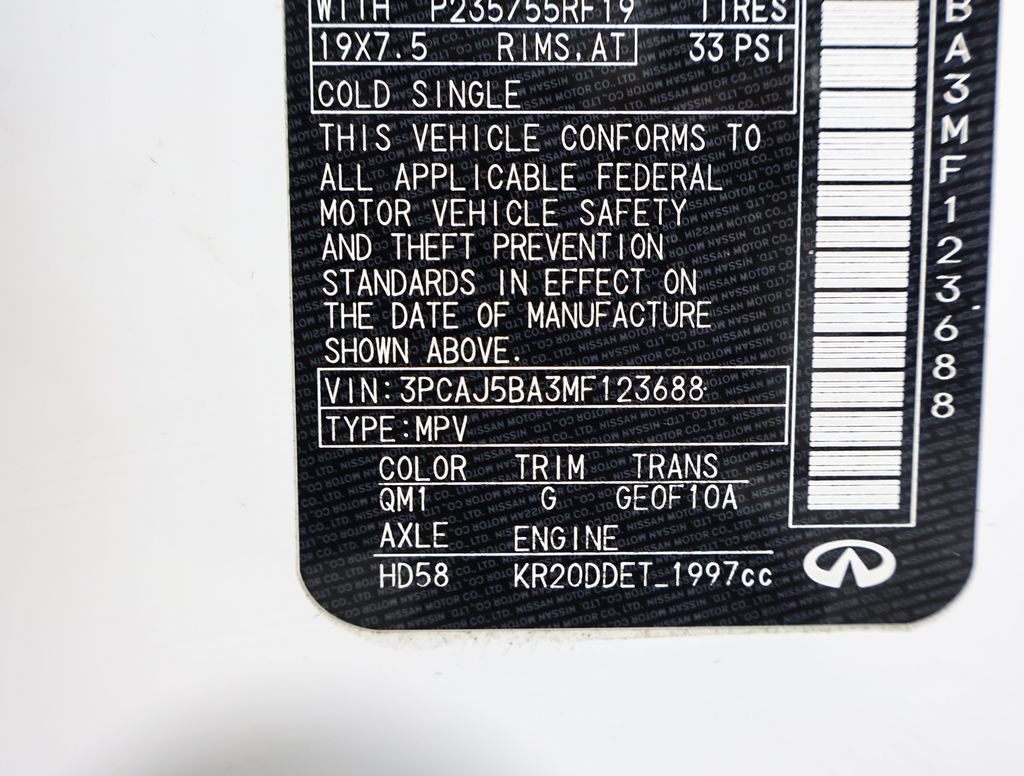 WITH P235/55RF19 TIRES
19X7.5 RIMS, AT 33 PSI
COLD SINGLE
THIS VEHICLE CONFORMS TO
ALL APPLICABLE FEDERAL
MOTOR VEHICLE SAFETY
AND THEFT PREVENTION
STANDARDS IN EFFECT ON
THE DATE OF MANUFACTURE
SHOWN ABOVE.
VIN:3PCAJ5BA3MF123688
TYPE:MPV
COLOR TRIM TRANS
QM1 G GE0F10A
AXLE ENGINE
HD58 KR20DDET_1997cc
BA3MF123688